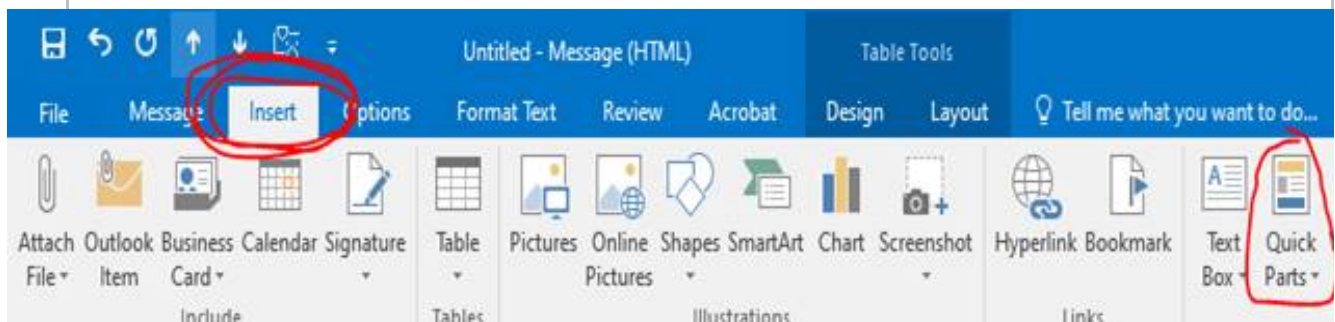 Untitled - Message (HTML) Table Tools
File Message Insert Options Format Text Review Acrobat Design Layout Tell me what you want to do...
Attach Outlook Business Calendar Signature Table Pictures Online Shapes SmartArt Chart Screenshot Hyperlink Bookmark Text Quick
File Item Card Pictures Box Parts
Include Tables Illustrations Links